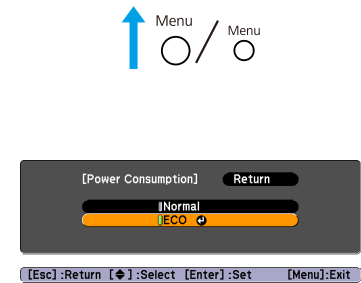 Menu / Menu
[Power Consumption] Return
Normal
ECO
[Esc] :Return [◆] :Select [Enter] :Set [Menu]:Exit